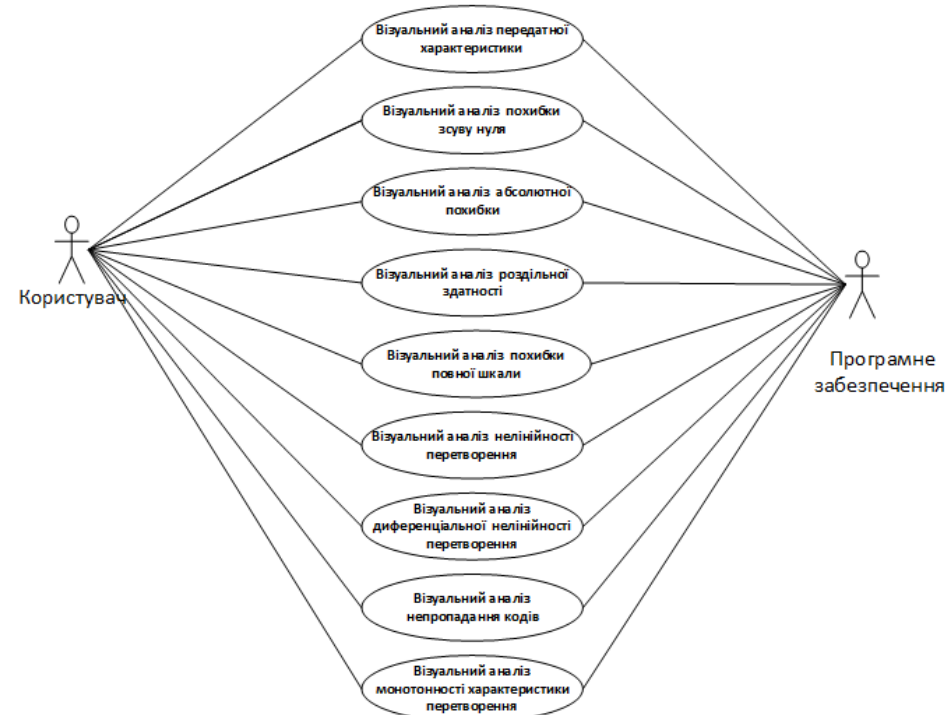 Візуальний аналіз передатної
характеристики
Візуальний аналіз похибки
зсуву нуля
Візуальний аналіз абсолютної
похибки
Візуальний аналіз роздільної
здатності
Користувач
Візуальний аналіз похибки
повної шкали
Програмне
забезпечення
Візуальний аналіз нелінійності
перетворення
Візуальний аналіз
диференціальної нелінійності
перетворення
Візуальний аналіз
непропадання кодів
Візуальний аналіз
монотонності характеристики
перетворення